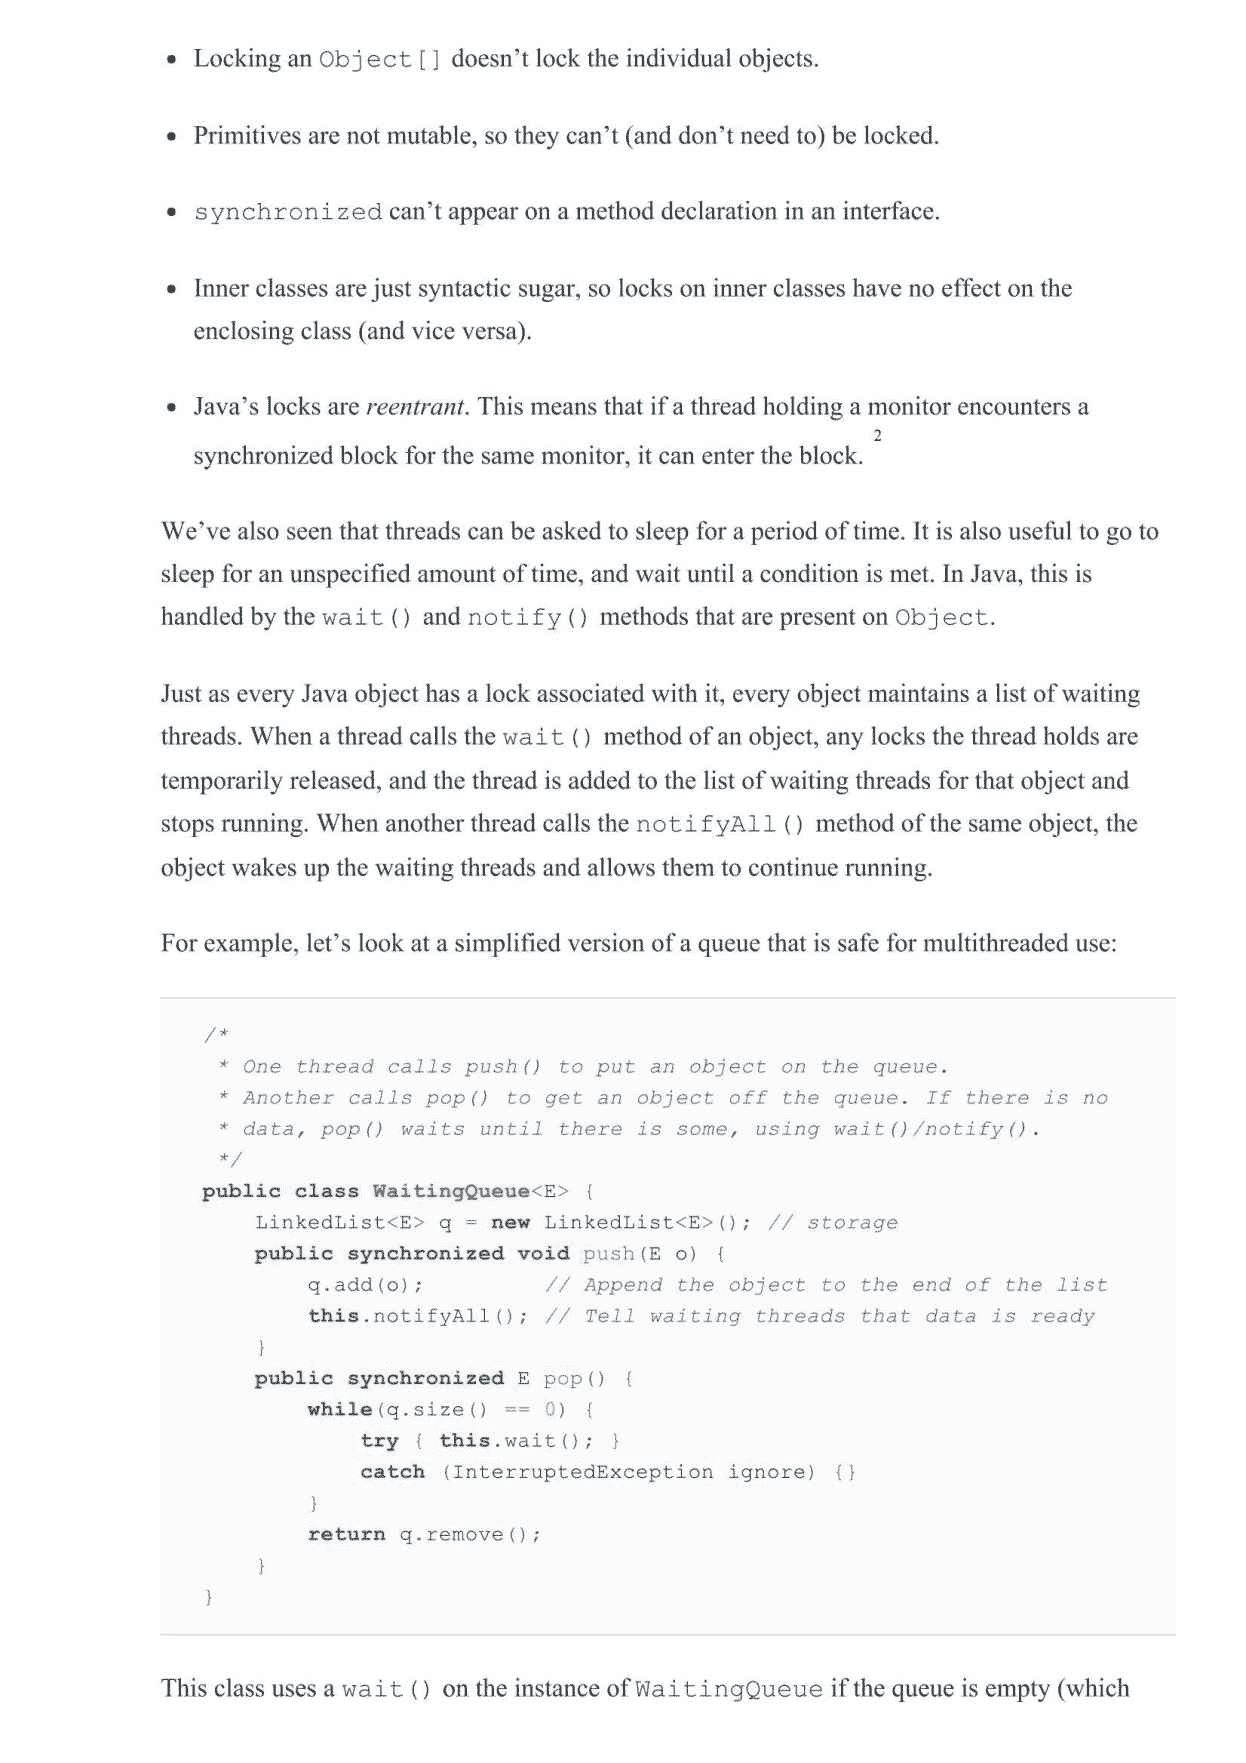 • Locking an Object[] doesn’t lock the individual objects.
• Primitives are not mutable, so they can’t (and don’t need to) be locked.
• synchronized can’t appear on a method declaration in an interface.
• Inner classes are just syntactic sugar, so locks on inner classes have no effect on the
enclosing class (and vice versa).
• Java’s locks are reentrant. This means that if a thread holding a monitor encounters a
synchronized block for the same monitor, it can enter the block. 2
We’ve also seen that threads can be asked to sleep for a period of time. It is also useful to go to
sleep for an unspecified amount of time, and wait until a condition is met. In Java, this is
handled by the wait() and notify() methods that are present on Object.
Just as every Java object has a lock associated with it, every object maintains a list of waiting
threads. When a thread calls the wait() method of an object, any locks the thread holds are
temporarily released, and the thread is added to the list of waiting threads for that object and
stops running. When another thread calls the notifyAll() method of the same object, the
object wakes up the waiting threads and allows them to continue running.
For example, let’s look at a simplified version of a queue that is safe for multithreaded use:
/*
 * One thread calls push() to put an object on the queue.
 * Another calls pop() to get an object off the queue. If there is no
 * data, pop() waits until there is some, using wait()/notify().
 */
public class WaitingQueue<E> {
    LinkedList<E> q = new LinkedList<E>(); // storage
    public synchronized void push(E o) {
        q.add(o);         // Append the object to the end of the list
        this.notifyAll(); // Tell waiting threads that data is ready
    }
    public synchronized E pop() {
        while(q.size() == 0) {
            try { this.wait(); }
            catch (InterruptedException ignore) {}
        }
        return q.remove();
    }
}
This class uses a wait() on the instance of WaitingQueue if the queue is empty (which